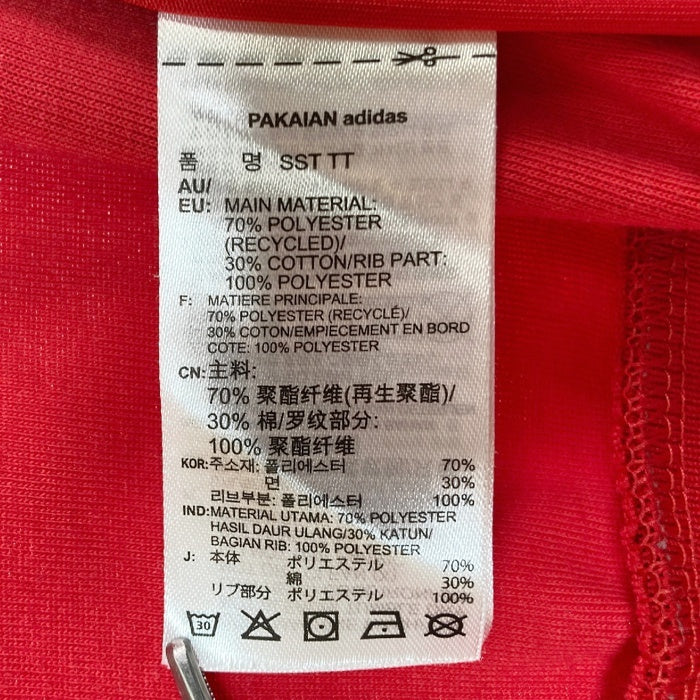 PAKAIAN adidas
품 명 SST TT
AU/
EU: MAIN MATERIAL:
70% POLYESTER
(RECYCLED)/
30% COTTON/RIB PART:
100% POLYESTER
F: MATIERE PRINCIPALE:
70% POLYESTER (RECYCLÉ)/
30% COTON/EMPIECEMENT EN BORD
COTE: 100% POLYESTER
CN:主料:
70% 聚酯纤维(再生聚酯)/
30% 棉/罗纹部分:
100% 聚酯纤维
KOR:주소재: 폴리에스터 70%
면 30%
리브부분: 폴리에스터 100%
IND:MATERIAL UTAMA: 70% POLYESTER
HASIL DAUR ULANG/30% KATUN/
BAGIAN RIB: 100% POLYESTER
J: 本体 ポリエステル 70%
綿 30%
リブ部分 ポリエステル 100%
30